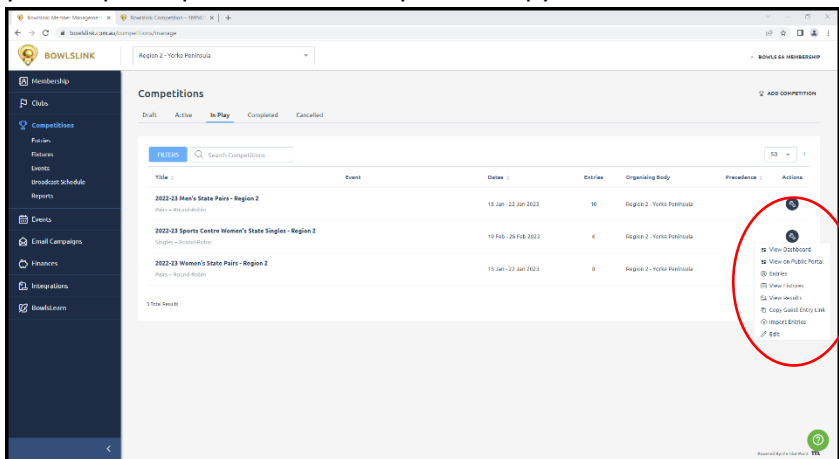 Bowlslink Member Management
Bowlslink Competition - 
bowlslink.com.au/competitions/manage
BOWLSLINK
Region 2 - Yorke Peninsula
BOWLS SA MEMBERSHIP
Membership
Clubs
Competitions
Entries
Fixtures
Events
Broadcast Schedule
Reports
Events
Email Campaigns
Finances
Integrations
BowlsLearn
Competitions
ADD COMPETITION
Draft Active In Play Completed Cancelled
FILTERS Search Competitions 50
Title Event Dates Entries Organising Body Precedence Actions
2022-23 Men's State Pairs - Region 2
Pairs – Round-Robin
15 Jan - 22 Jan 2023 10 Region 2 - Yorke Peninsula
2022-23 Sports Centre Women's State Singles - Region 2
Singles – Round-Robin
19 Feb - 26 Feb 2023 6 Region 2 - Yorke Peninsula
2022-23 Women's State Pairs - Region 2
Pairs – Round-Robin
15 Jan - 22 Jan 2023 8 Region 2 - Yorke Peninsula
View Dashboard
View on Public Portal
Entries
View Fixtures
View Results
Copy Guest Entry Link
Import Entries
Edit
3 Total Results